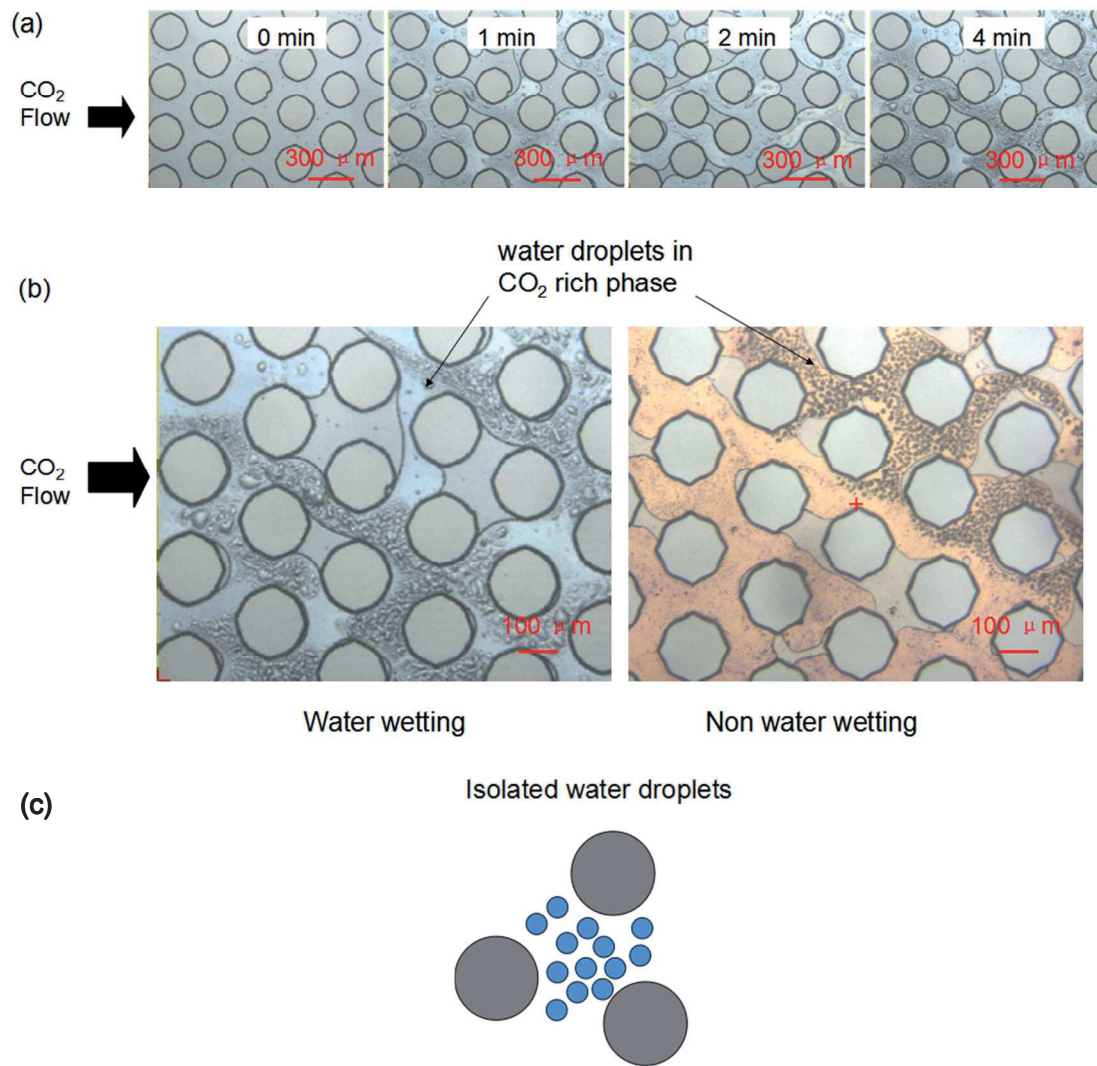 (a)
0 min
1 min
2 min
4 min
CO₂
Flow
300 μm
300 μm
300 μm
300 μm
water droplets in
CO₂ rich phase
(b)
CO₂
Flow
100 μm
100 μm
Water wetting
Non water wetting
(c)
Isolated water droplets